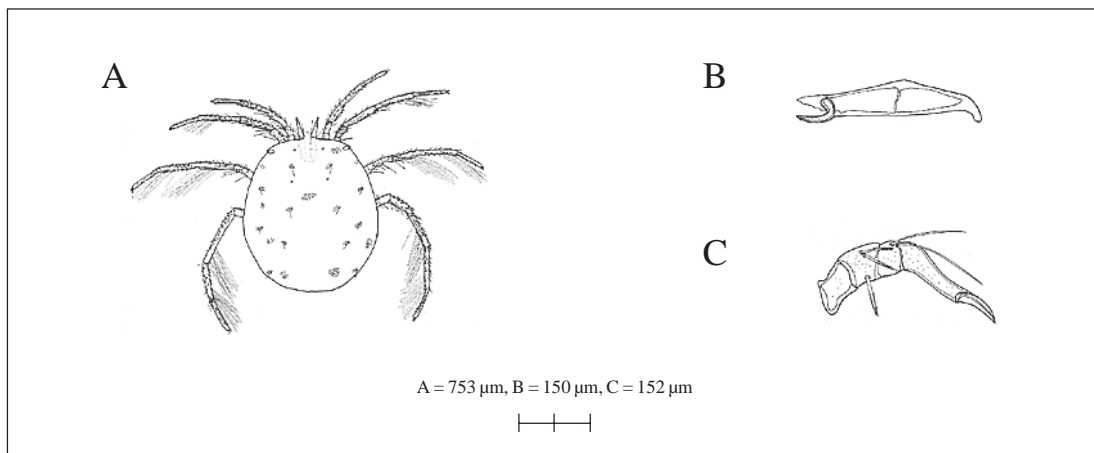 A
B
C
A = 753 µm, B = 150 µm, C = 152 µm